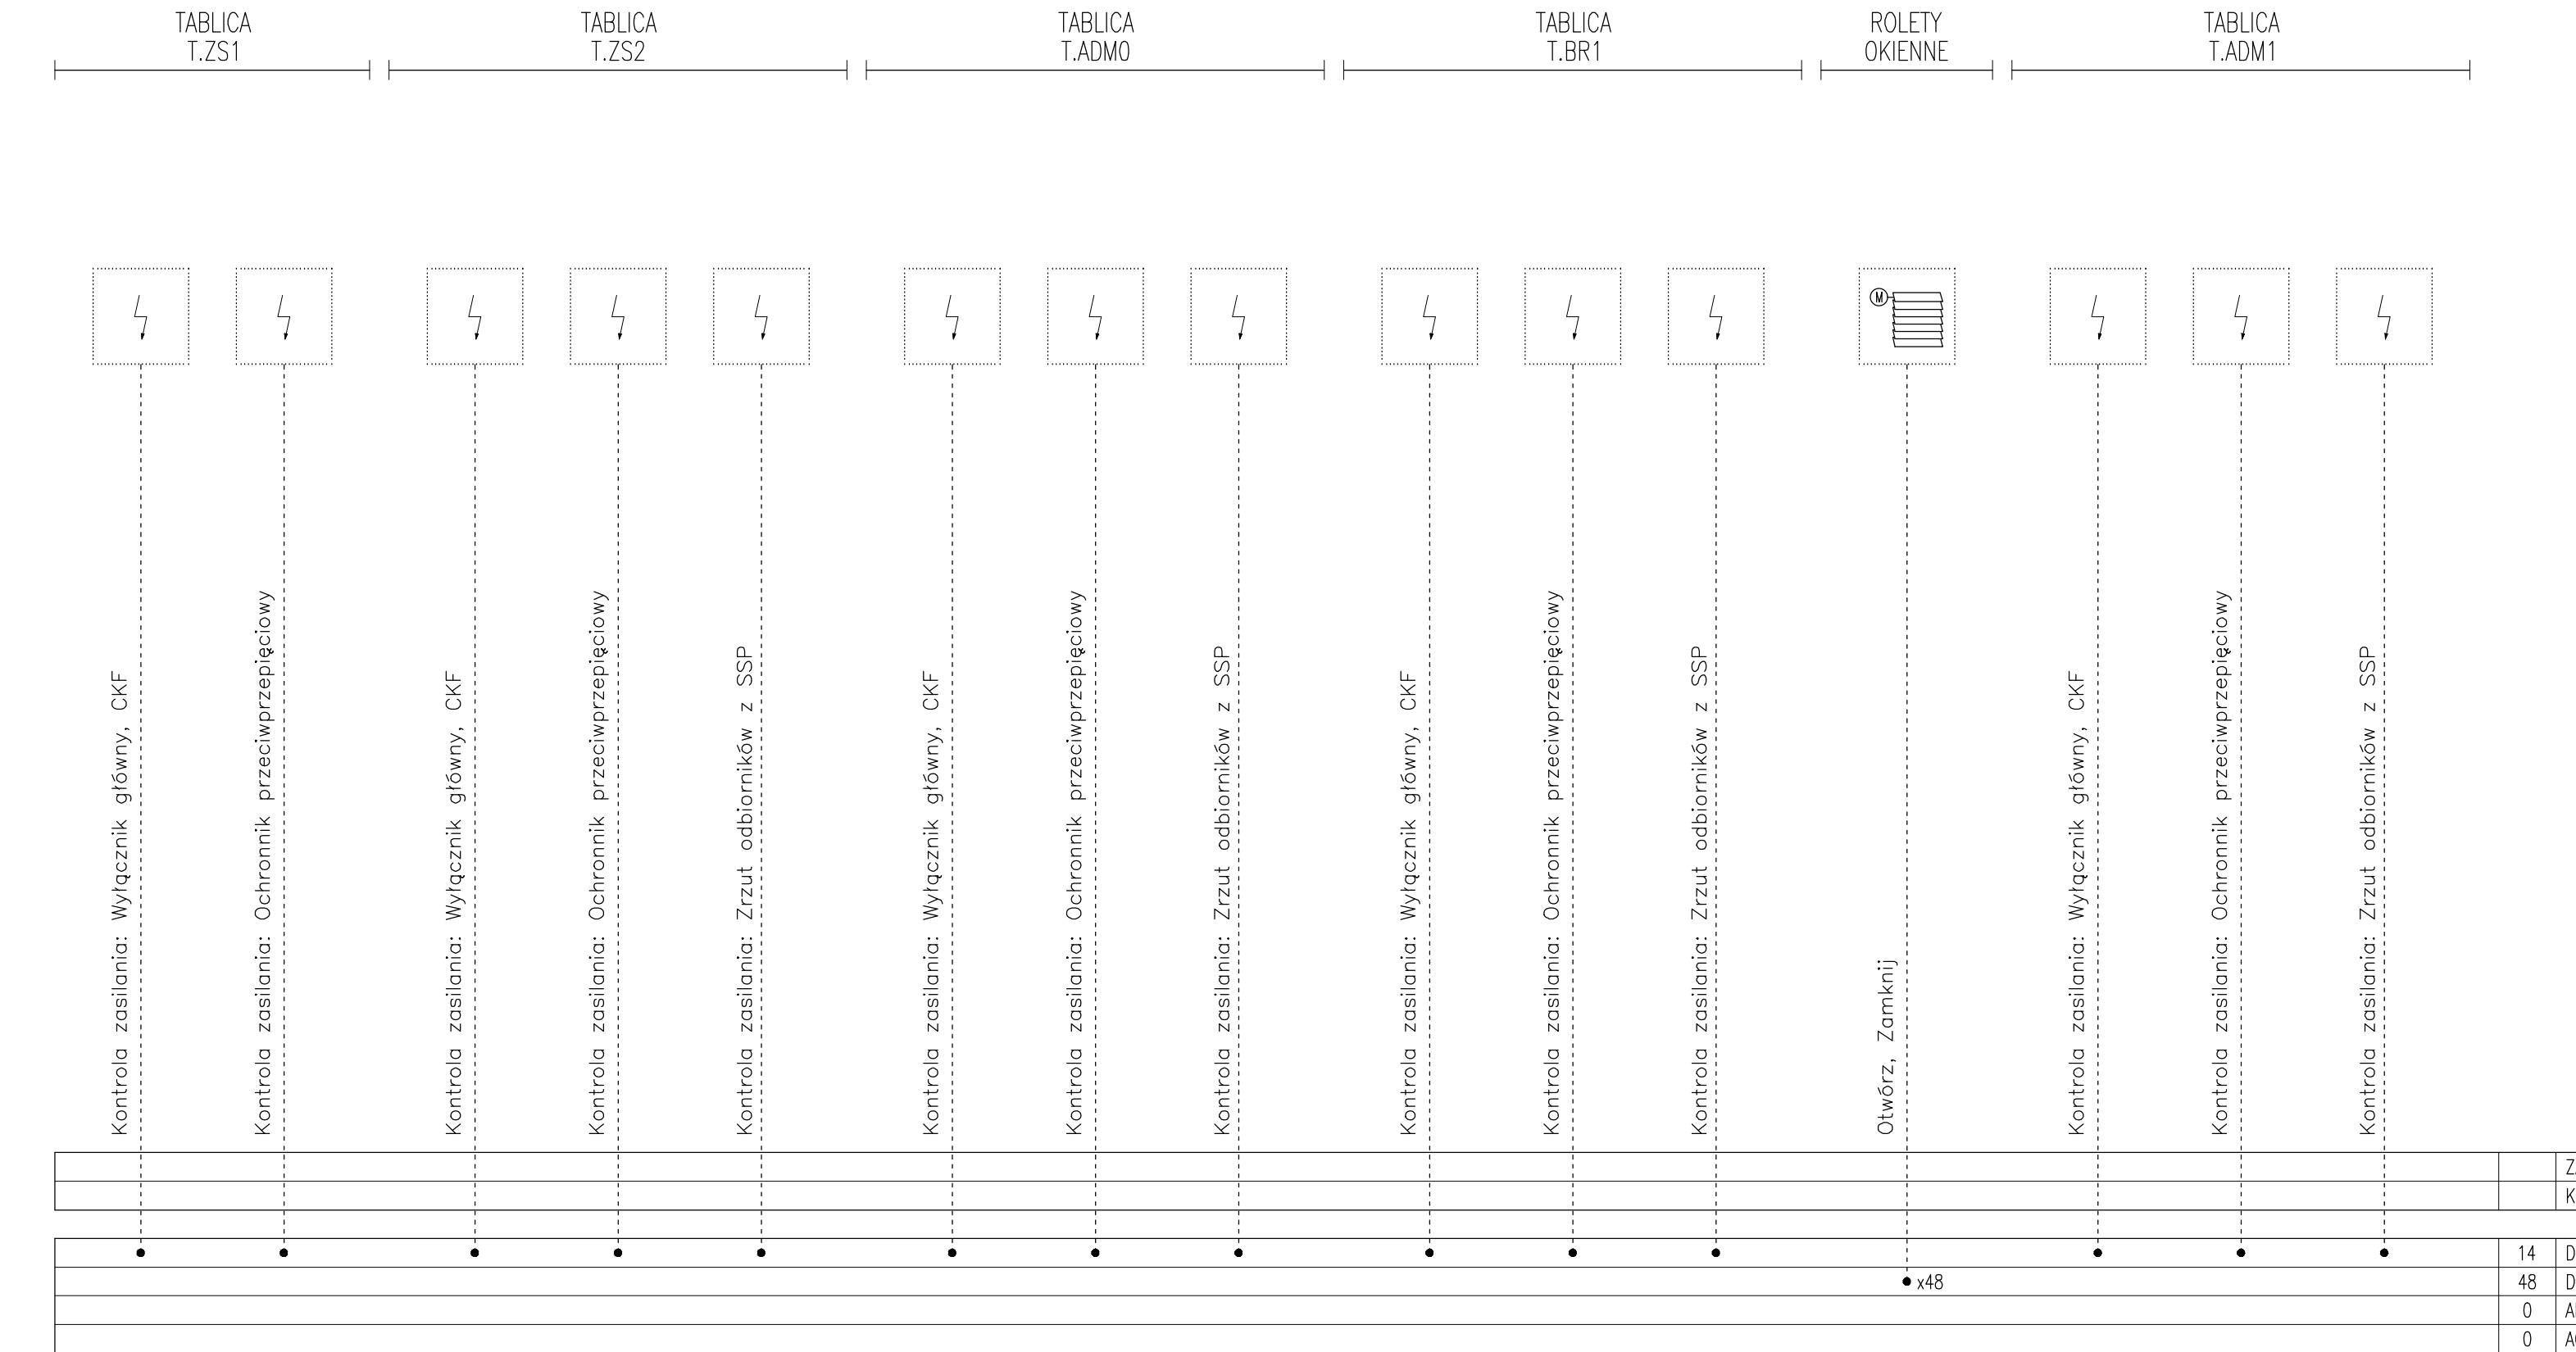 TABLICA
T.ZS1
TABLICA
T.ZS2
TABLICA
T.ADM0
TABLICA
T.BR1
ROLETY
OKIENNE
TABLICA
T.ADM1
M
Kontrola zasilania: Wyłącznik główny, CKF
Kontrola zasilania: Ochronnik przeciwprzepięciowy
Kontrola zasilania: Wyłącznik główny, CKF
Kontrola zasilania: Ochronnik przeciwprzepięciowy
Kontrola zasilania: Zrzut odbiorników z SSP
Kontrola zasilania: Wyłącznik główny, CKF
Kontrola zasilania: Ochronnik przeciwprzepięciowy
Kontrola zasilania: Zrzut odbiorników z SSP
Kontrola zasilania: Wyłącznik główny, CKF
Kontrola zasilania: Ochronnik przeciwprzepięciowy
Kontrola zasilania: Zrzut odbiorników z SSP
Otwórz, Zamknij
Kontrola zasilania: Wyłącznik główny, CKF
Kontrola zasilania: Ochronnik przeciwprzepięciowy
Kontrola zasilania: Zrzut odbiorników z SSP
14 D
x48
48 D
0
0